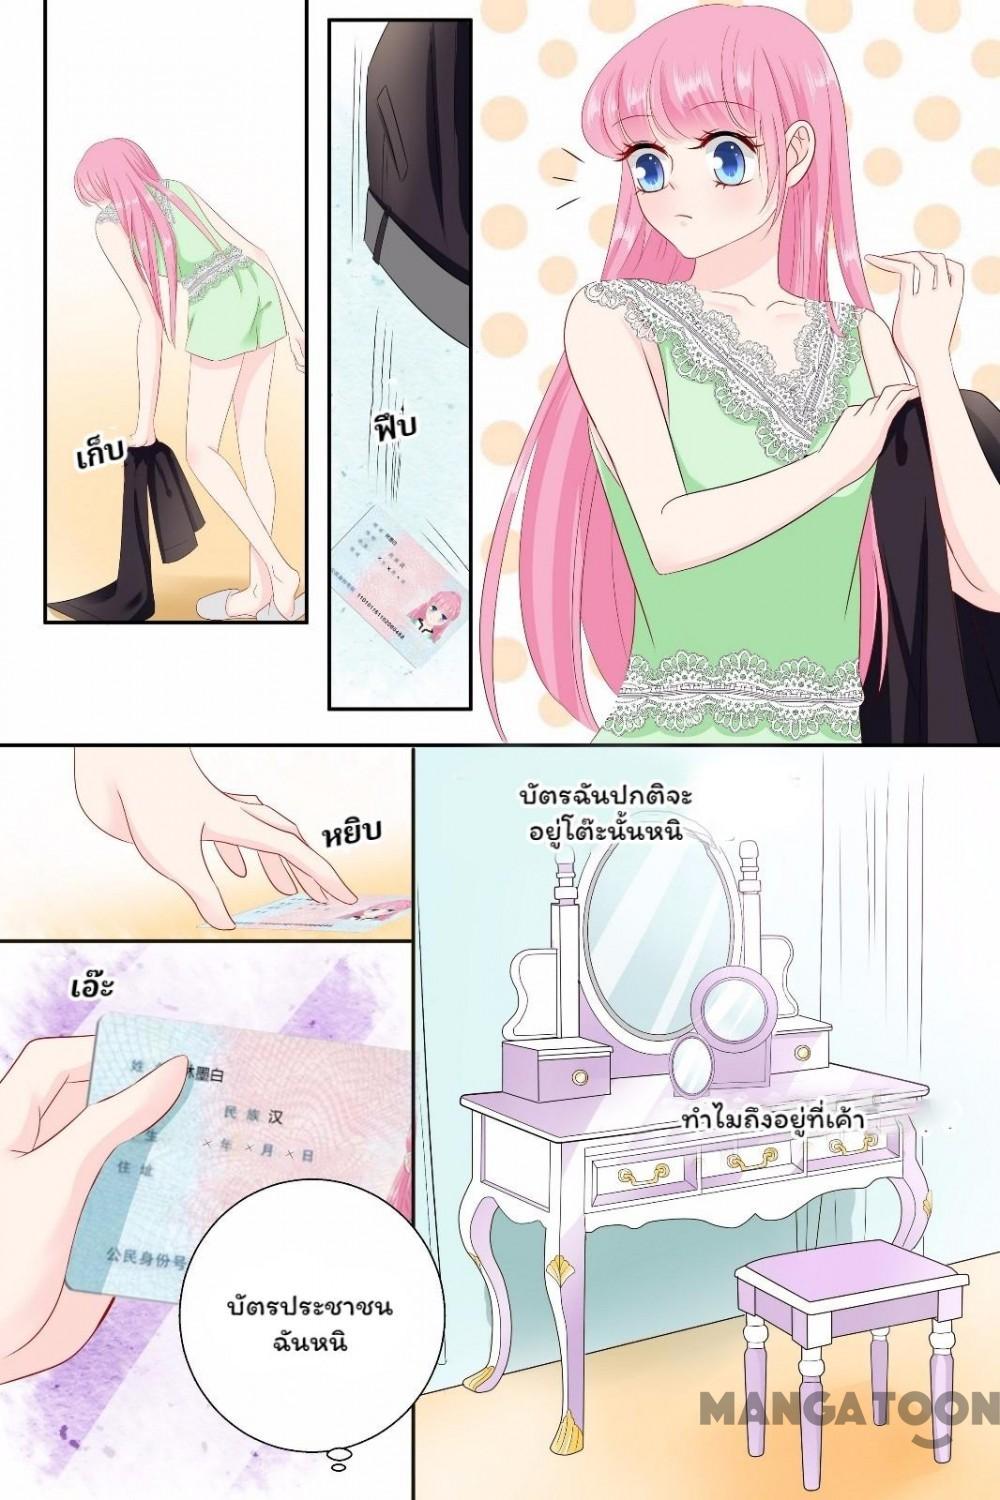 เก็บ
ฟึบ
110101161102060468
หยิบ
บัตรฉันปกติจะ
อยู่โต๊ะนั้นหนิ
เอ๊ะ
墨白
民族 汉
×年 ×月 ×日
住址
公民身份号
ทำไมถึงอยู่ที่เค้า
บัตรประชาชน
ฉันหนิ
MANGATOON